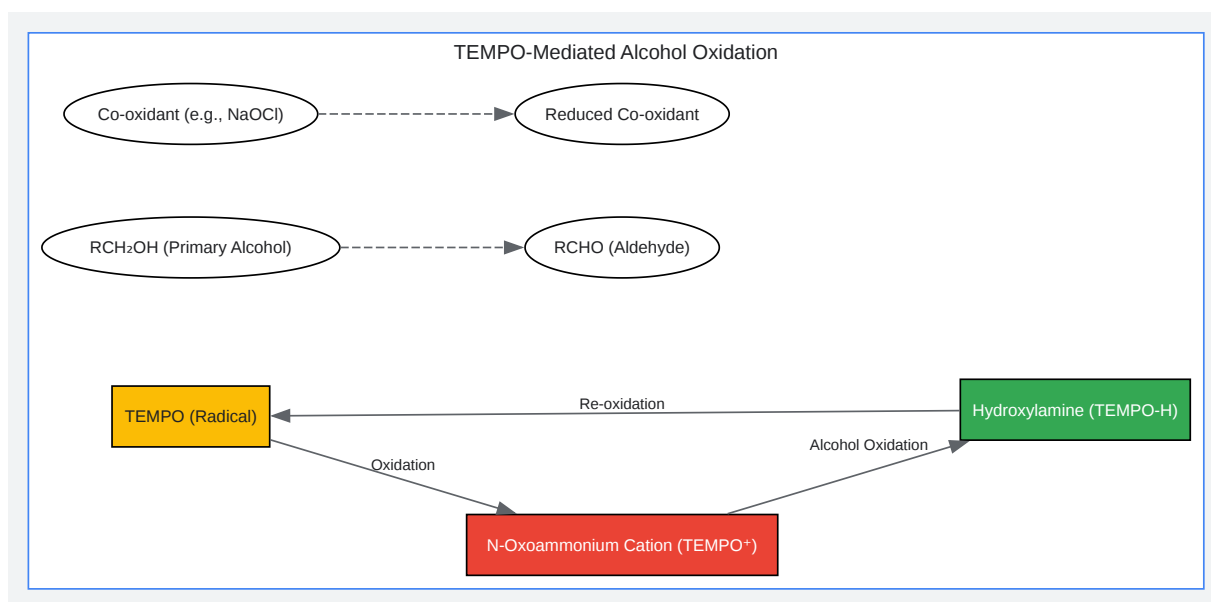 TEMPO-Mediated Alcohol Oxidation
Co-oxidant (e.g., NaOCl)
Reduced Co-oxidant
RCH₂OH (Primary Alcohol)
RCHO (Aldehyde)
Re-oxidation
TEMPO (Radical)
Hydroxylamine (TEMPO-H)
Alcohol Oxidation
Oxidation
N-Oxoammonium Cation (TEMPO⁺)